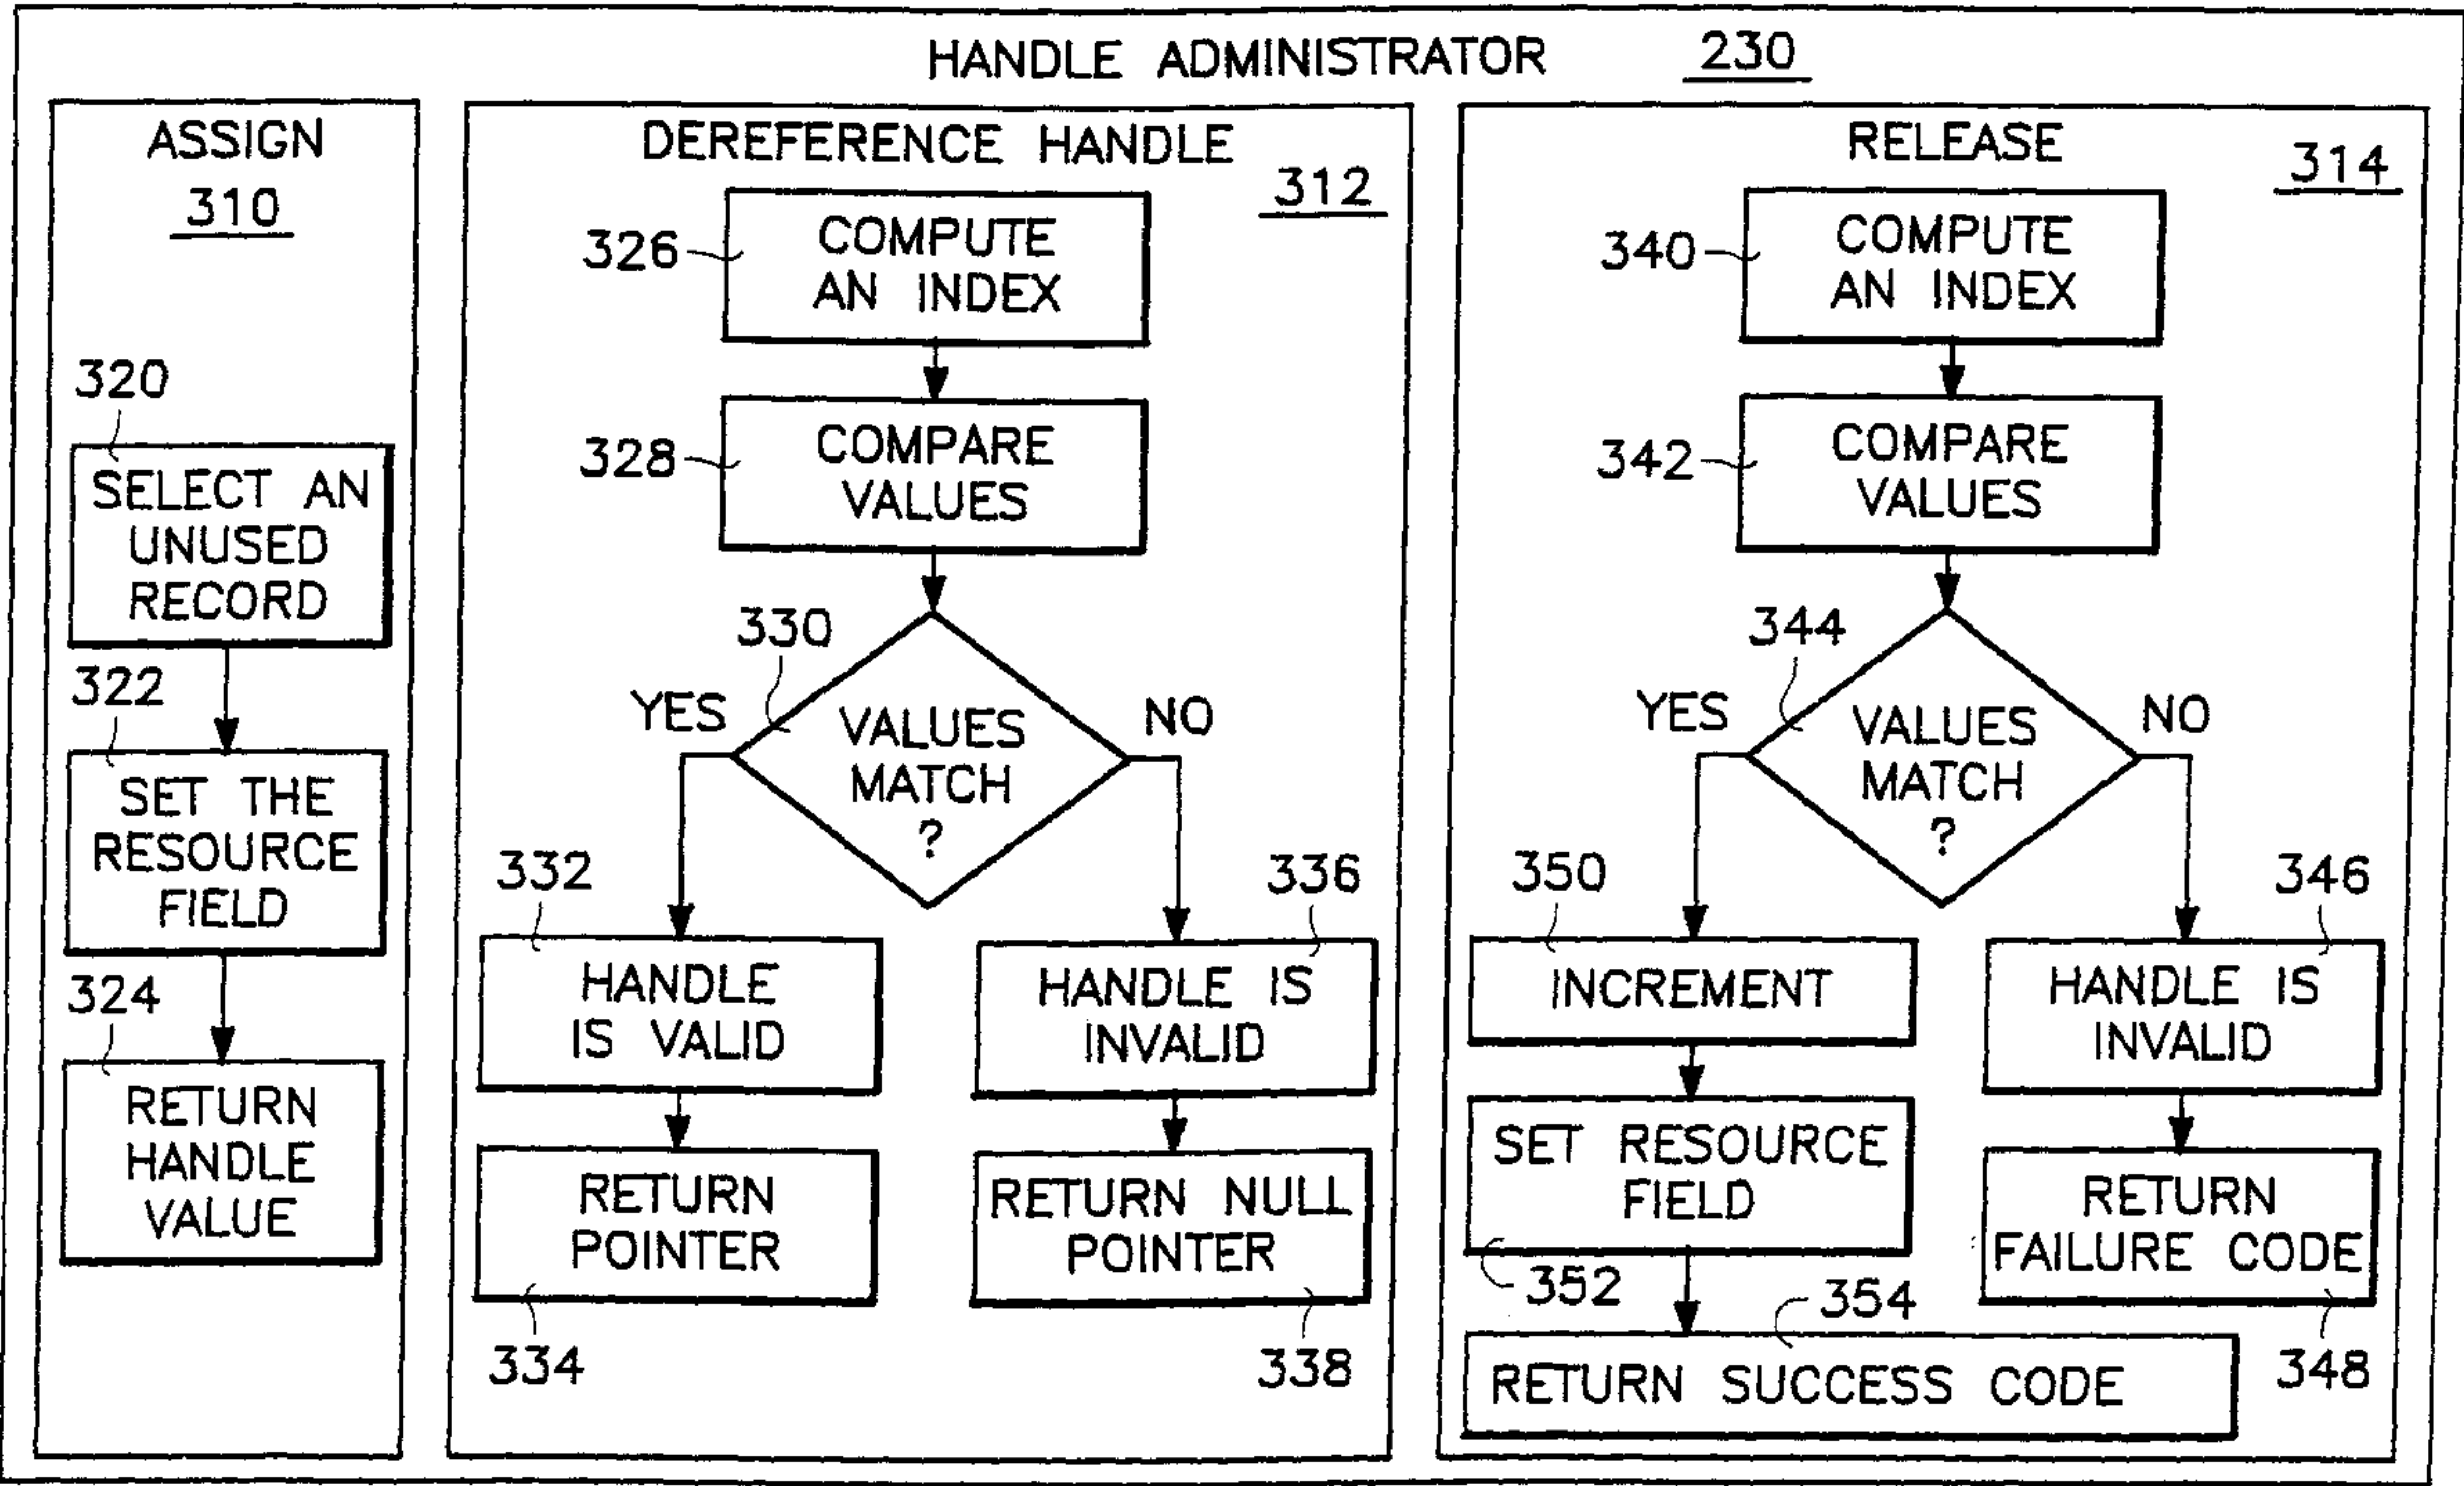 HANDLE ADMINISTRATOR 230
ASSIGN
310
320
SELECT AN
UNUSED
RECORD
322
SET THE
RESOURCE
FIELD
324
RETURN
HANDLE
VALUE
DEREFERENCE HANDLE
312
326
COMPUTE
AN INDEX
328
COMPARE
VALUES
330
YES
NO
VALUES
MATCH
?
332
HANDLE
IS VALID
336
HANDLE IS
INVALID
RETURN
POINTER
334
RETURN NULL
POINTER
338
RELEASE
314
340
COMPUTE
AN INDEX
342
COMPARE
VALUES
344
YES
NO
VALUES
MATCH
?
350
INCREMENT
346
HANDLE IS
INVALID
SET RESOURCE
FIELD
352
RETURN
FAILURE CODE
348
354
RETURN SUCCESS CODE